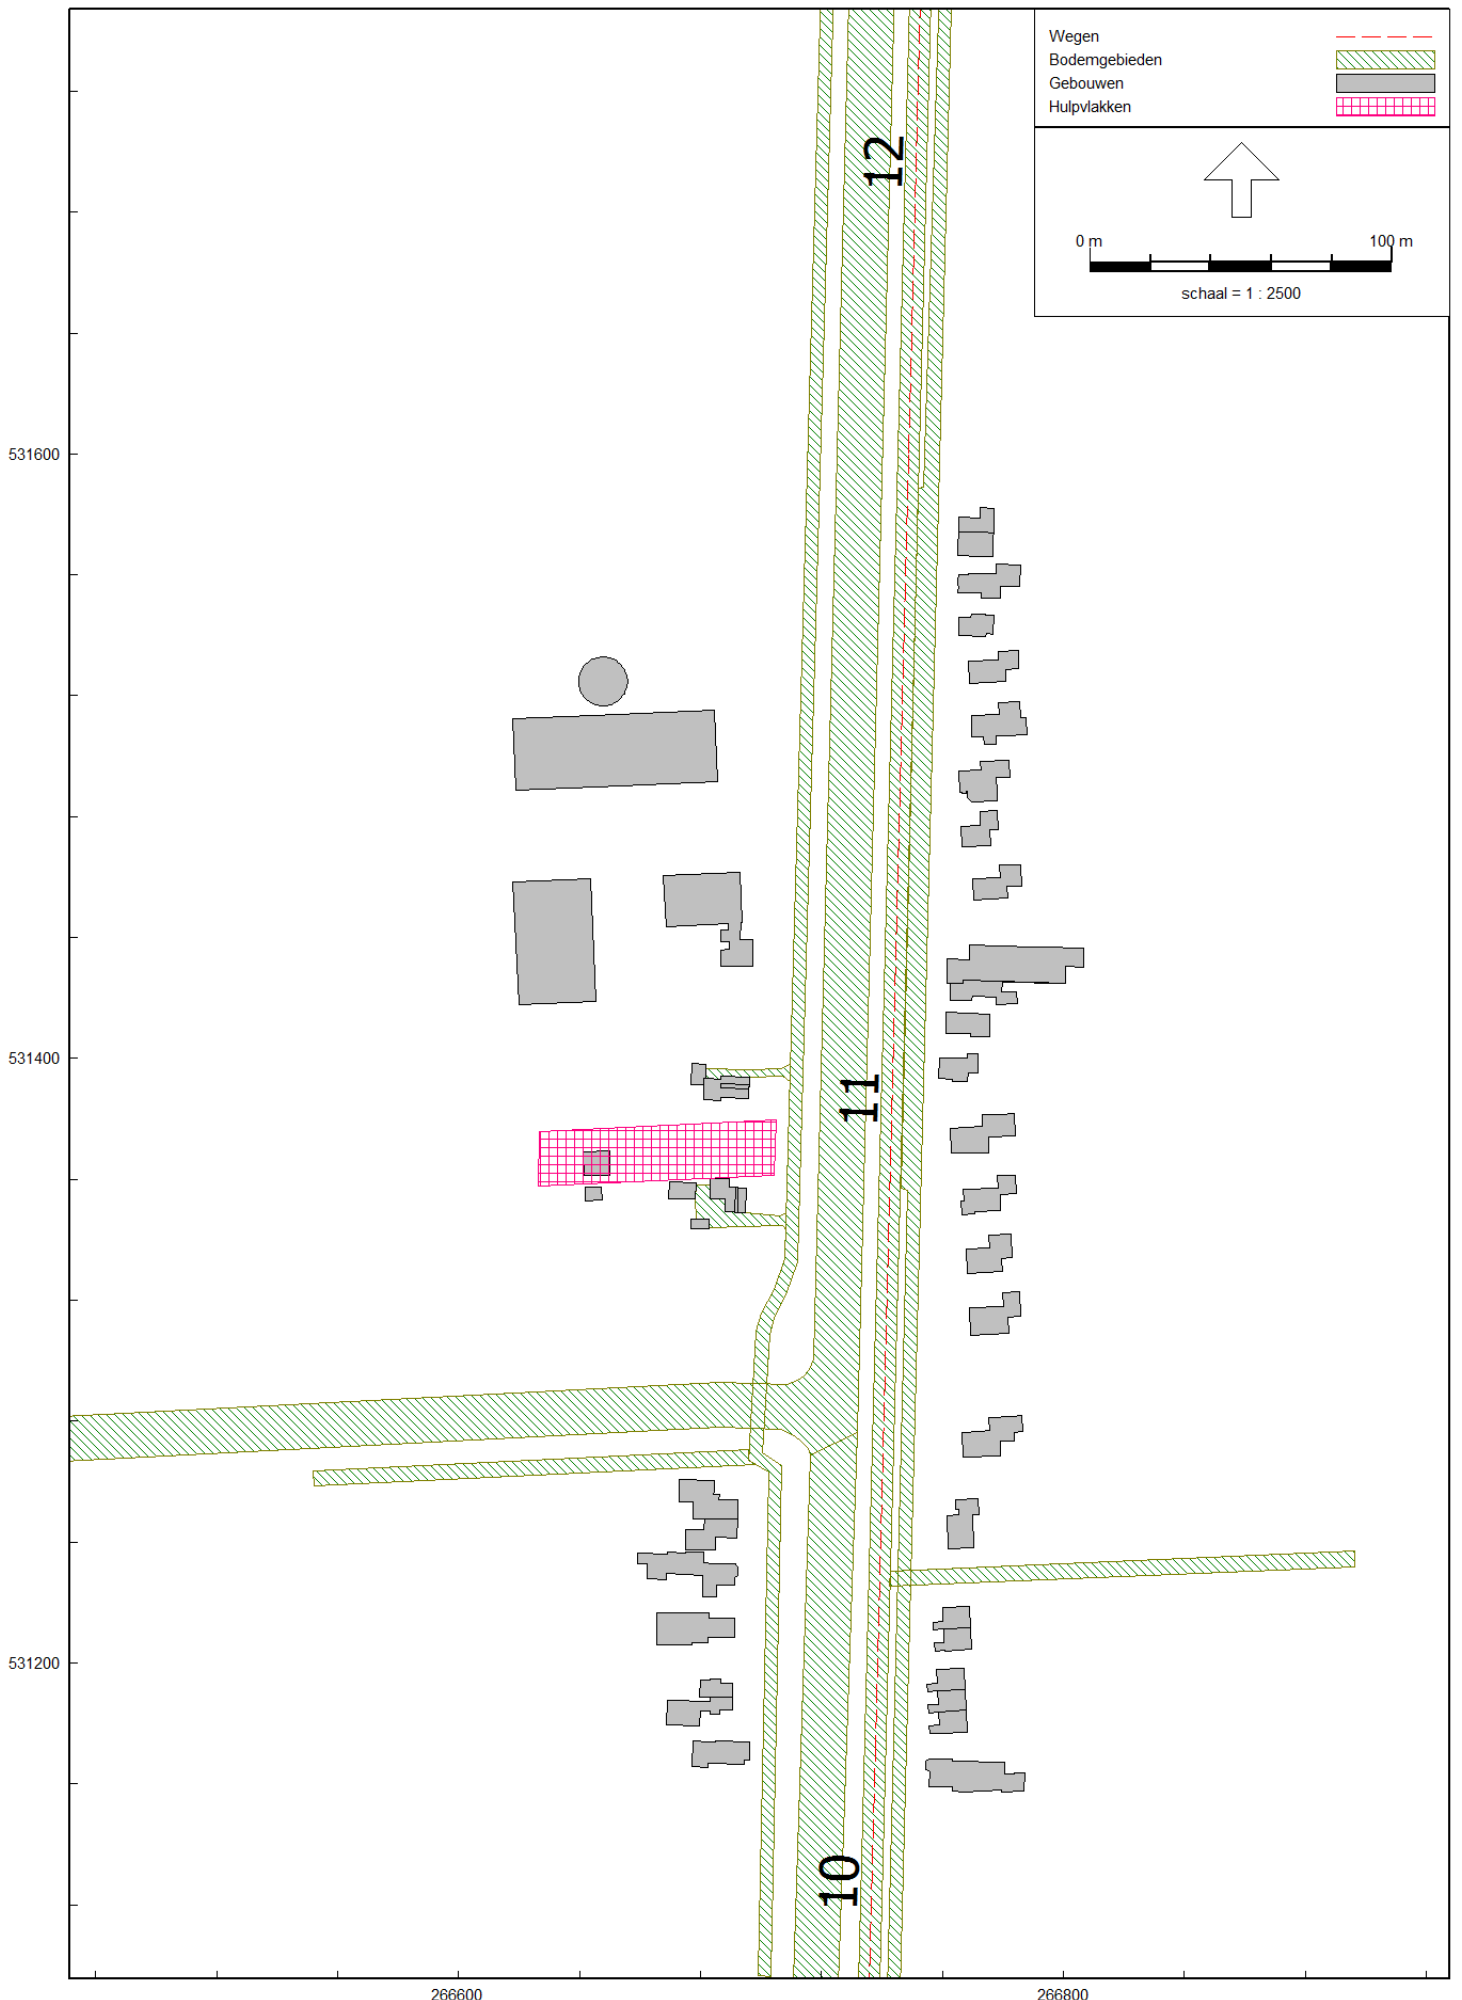 Wegen
Bodemgebieden
Gebouwen
Hulpvlakken
0 m 100 m
schaal = 1 : 2500
12
531600
531400
11
531200
10
266600 266800